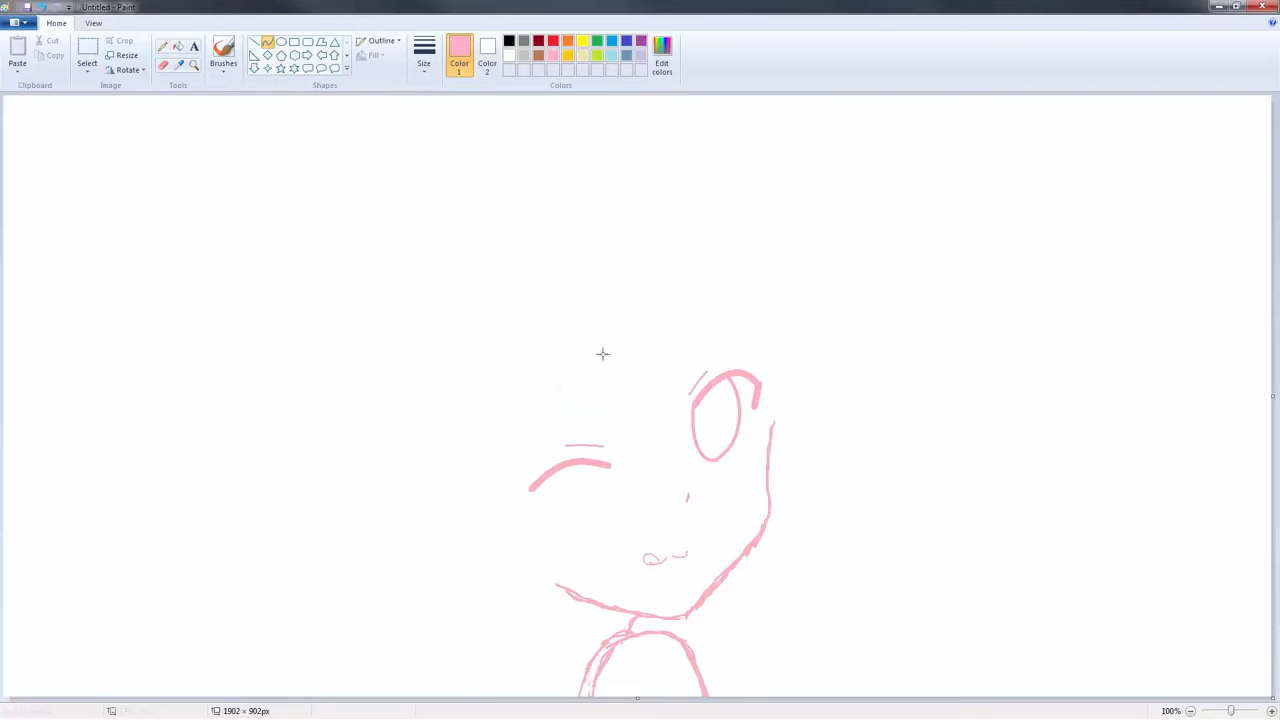 Untitled - Paint
Home View
Paste
Cut
Copy
Clipboard
Select
Crop
Resize
Rotate
Image
A
Tools
Brushes
Shapes
Outline
Fill
Size
Color 1
Color 2
Edit colors
Colors
1902 × 902px
100%